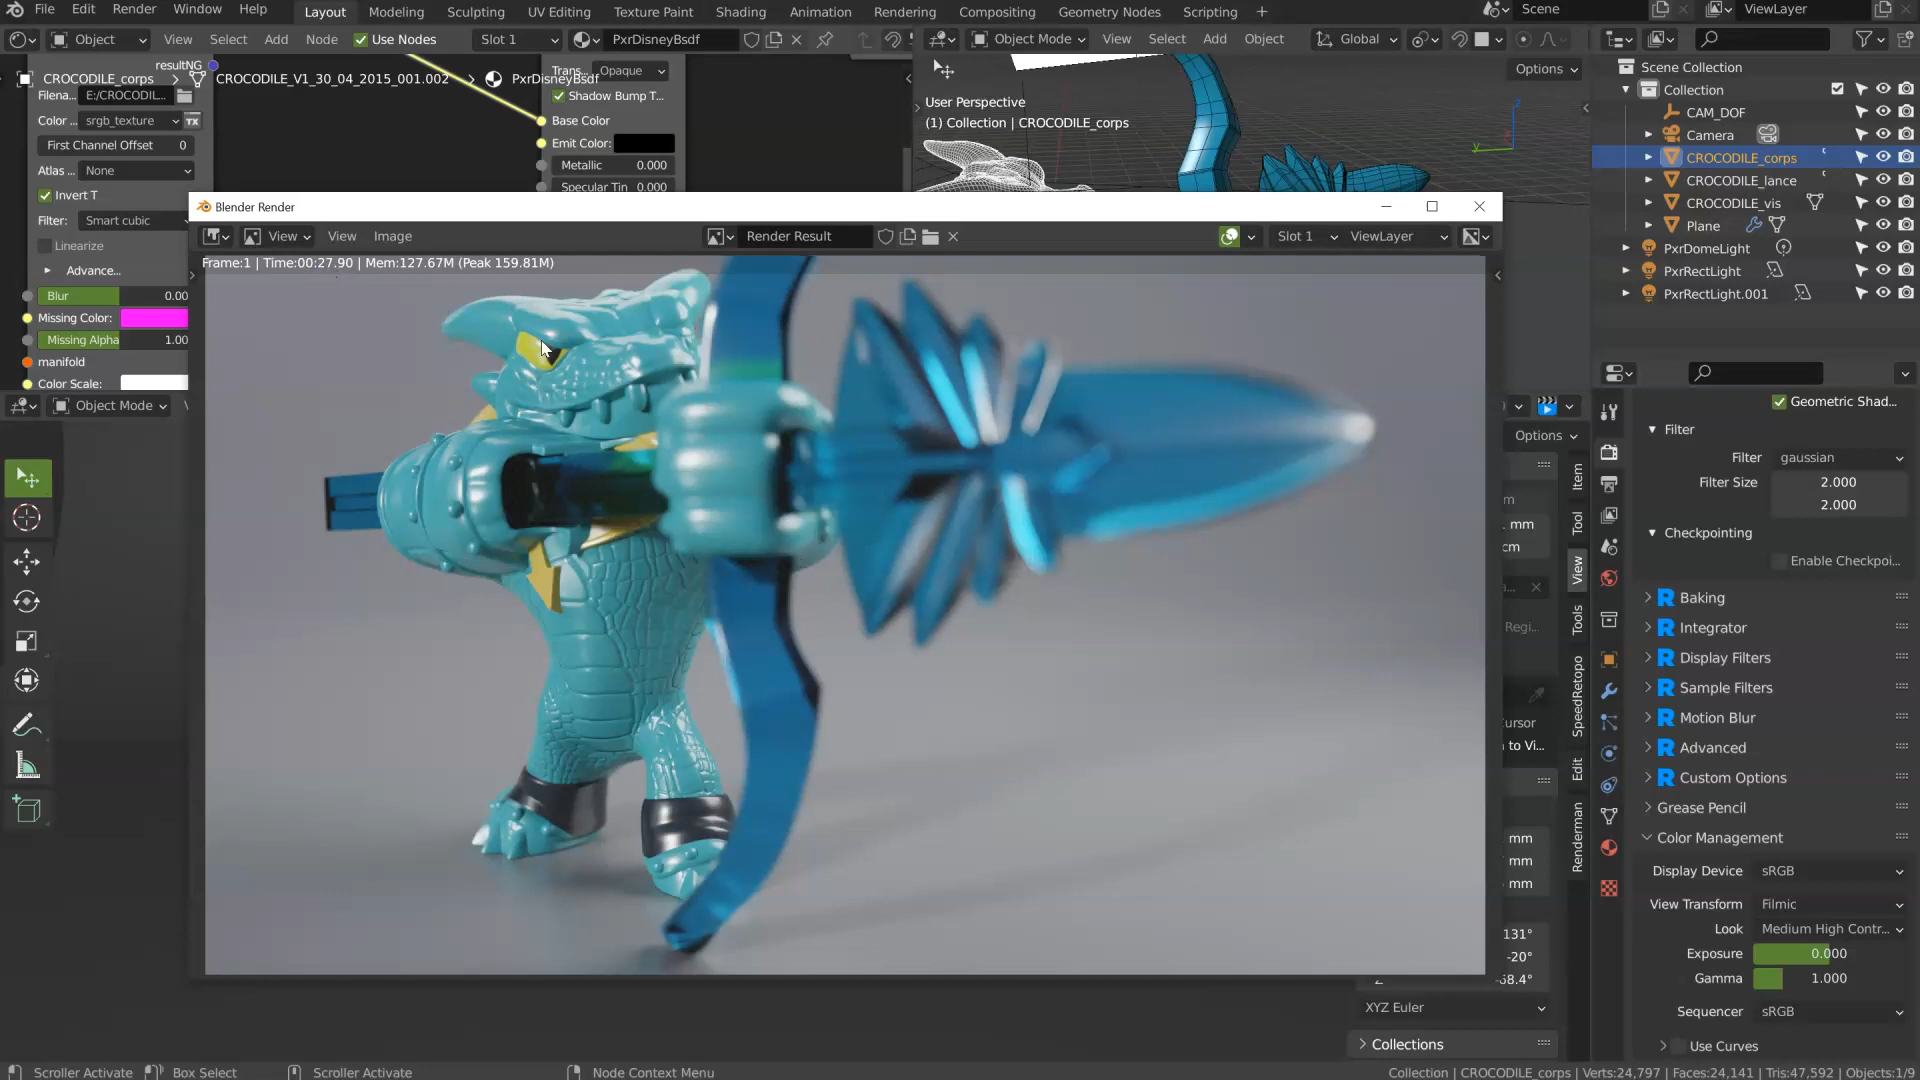 File Edit Render Window Help Layout Modeling Sculpting UV Editing Texture Paint Shading Animation Rendering Compositing Geometry Nodes Scripting + Scene ViewLayer
Object View Select Add Node Use Nodes Slot 1 PxrDisneyBsdf Object Mode View Select Add Object Global
resultNG
CROCODILE_corps > CROCODILE_V1_30_04_2015_001.002 > PxrDisneyBsdf
Trans... Opaque
Options
Scene Collection
Filena... E:/CROCODIL...
Shadow Bump T...
User Perspective
Collection
Color ... srgb_texture
Base Color
(1) Collection | CROCODILE_corps
CAM_DOF
First Channel Offset 0
Emit Color:
Camera
Atlas ... None
Metallic 0.000
CROCODILE_corps
Invert T
Specular Tin 0.000
CROCODILE_lance
Filter: Smart cubic
Blender Render
CROCODILE_vis
Linearize
View View Image Render Result Slot 1 ViewLayer
Plane
Advance...
Frame:1 | Time:00:27.90 | Mem:127.67M (Peak 159.81M)
PxrDomeLight
Blur 0.00
PxrRectLight
Missing Color:
PxrRectLight.001
Missing Alpha 1.00
manifold
Color Scale:
Object Mode
Geometric Shad...
Options
Filter
Filter gaussian
Filter Size 2.000
2.000
Item
Tool
View
Tools
SpeedRetopo
Edit
Renderman
mm
cm
Regi...
ursor
n to Vi...
mm
mm
mm
131°
-20°
-68.4°
XYZ Euler
Collections
Checkpointing
Enable Checkpoi...
Baking
Integrator
Display Filters
Sample Filters
Motion Blur
Advanced
Custom Options
Grease Pencil
Color Management
Display Device sRGB
View Transform Filmic
Look Medium High Contr...
Exposure 0.000
Gamma 1.000
Sequencer sRGB
Use Curves
Scroller Activate Box Select Scroller Activate Node Context Menu Collection | CROCODILE_corps | Verts:24,797 | Faces:24,141 | Tris:47,592 | Objects:1/9